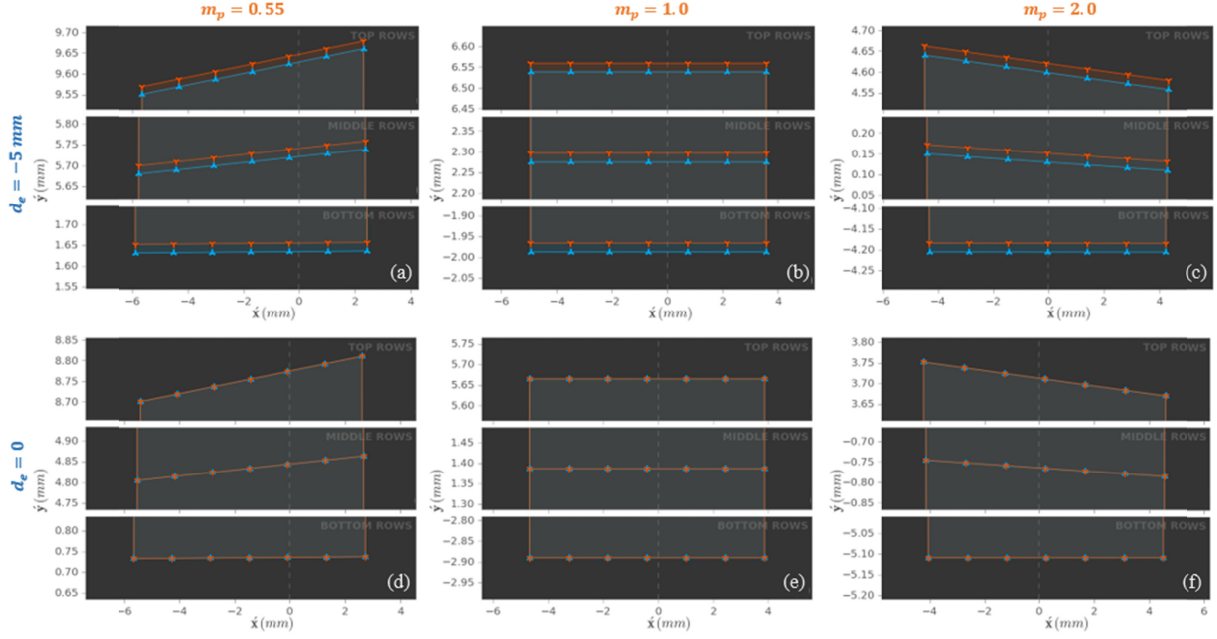 m_p = 0.55
m_p = 1.0
m_p = 2.0
d_e = −5 mm
d_e = 0
TOP ROWS
9.70
9.65
9.60
9.55
MIDDLE ROWS
5.80
5.75
5.70
5.65
BOTTOM ROWS
1.70
1.65
1.60
1.55
−6 −4 −2 0 2 4
x́ (mm)
ý (mm)
(a)
TOP ROWS
6.60
6.55
6.50
6.45
MIDDLE ROWS
2.35
2.30
2.25
2.20
BOTTOM ROWS
−1.90
−1.95
−2.00
−2.05
−6 −4 −2 0 2 4
x́ (mm)
ý (mm)
(b)
TOP ROWS
4.70
4.65
4.60
4.55
MIDDLE ROWS
0.20
0.15
0.10
0.05
BOTTOM ROWS
−4.10
−4.15
−4.20
−4.25
−6 −4 −2 0 2 4
x́ (mm)
ý (mm)
(c)
TOP ROWS
8.85
8.80
8.75
8.70
MIDDLE ROWS
4.90
4.85
4.80
4.75
BOTTOM ROWS
0.80
0.75
0.70
0.65
−6 −4 −2 0 2 4
x́ (mm)
ý (mm)
(d)
TOP ROWS
5.75
5.70
5.65
5.60
MIDDLE ROWS
1.45
1.40
1.35
1.30
BOTTOM ROWS
−2.80
−2.85
−2.90
−2.95
−6 −4 −2 0 2 4
x́ (mm)
ý (mm)
(e)
TOP ROWS
3.80
3.75
3.70
3.65
MIDDLE ROWS
−0.70
−0.75
−0.80
−0.85
BOTTOM ROWS
−5.05
−5.10
−5.15
−5.20
−4 −2 0 2 4 6
x́ (mm)
ý (mm)
(f)